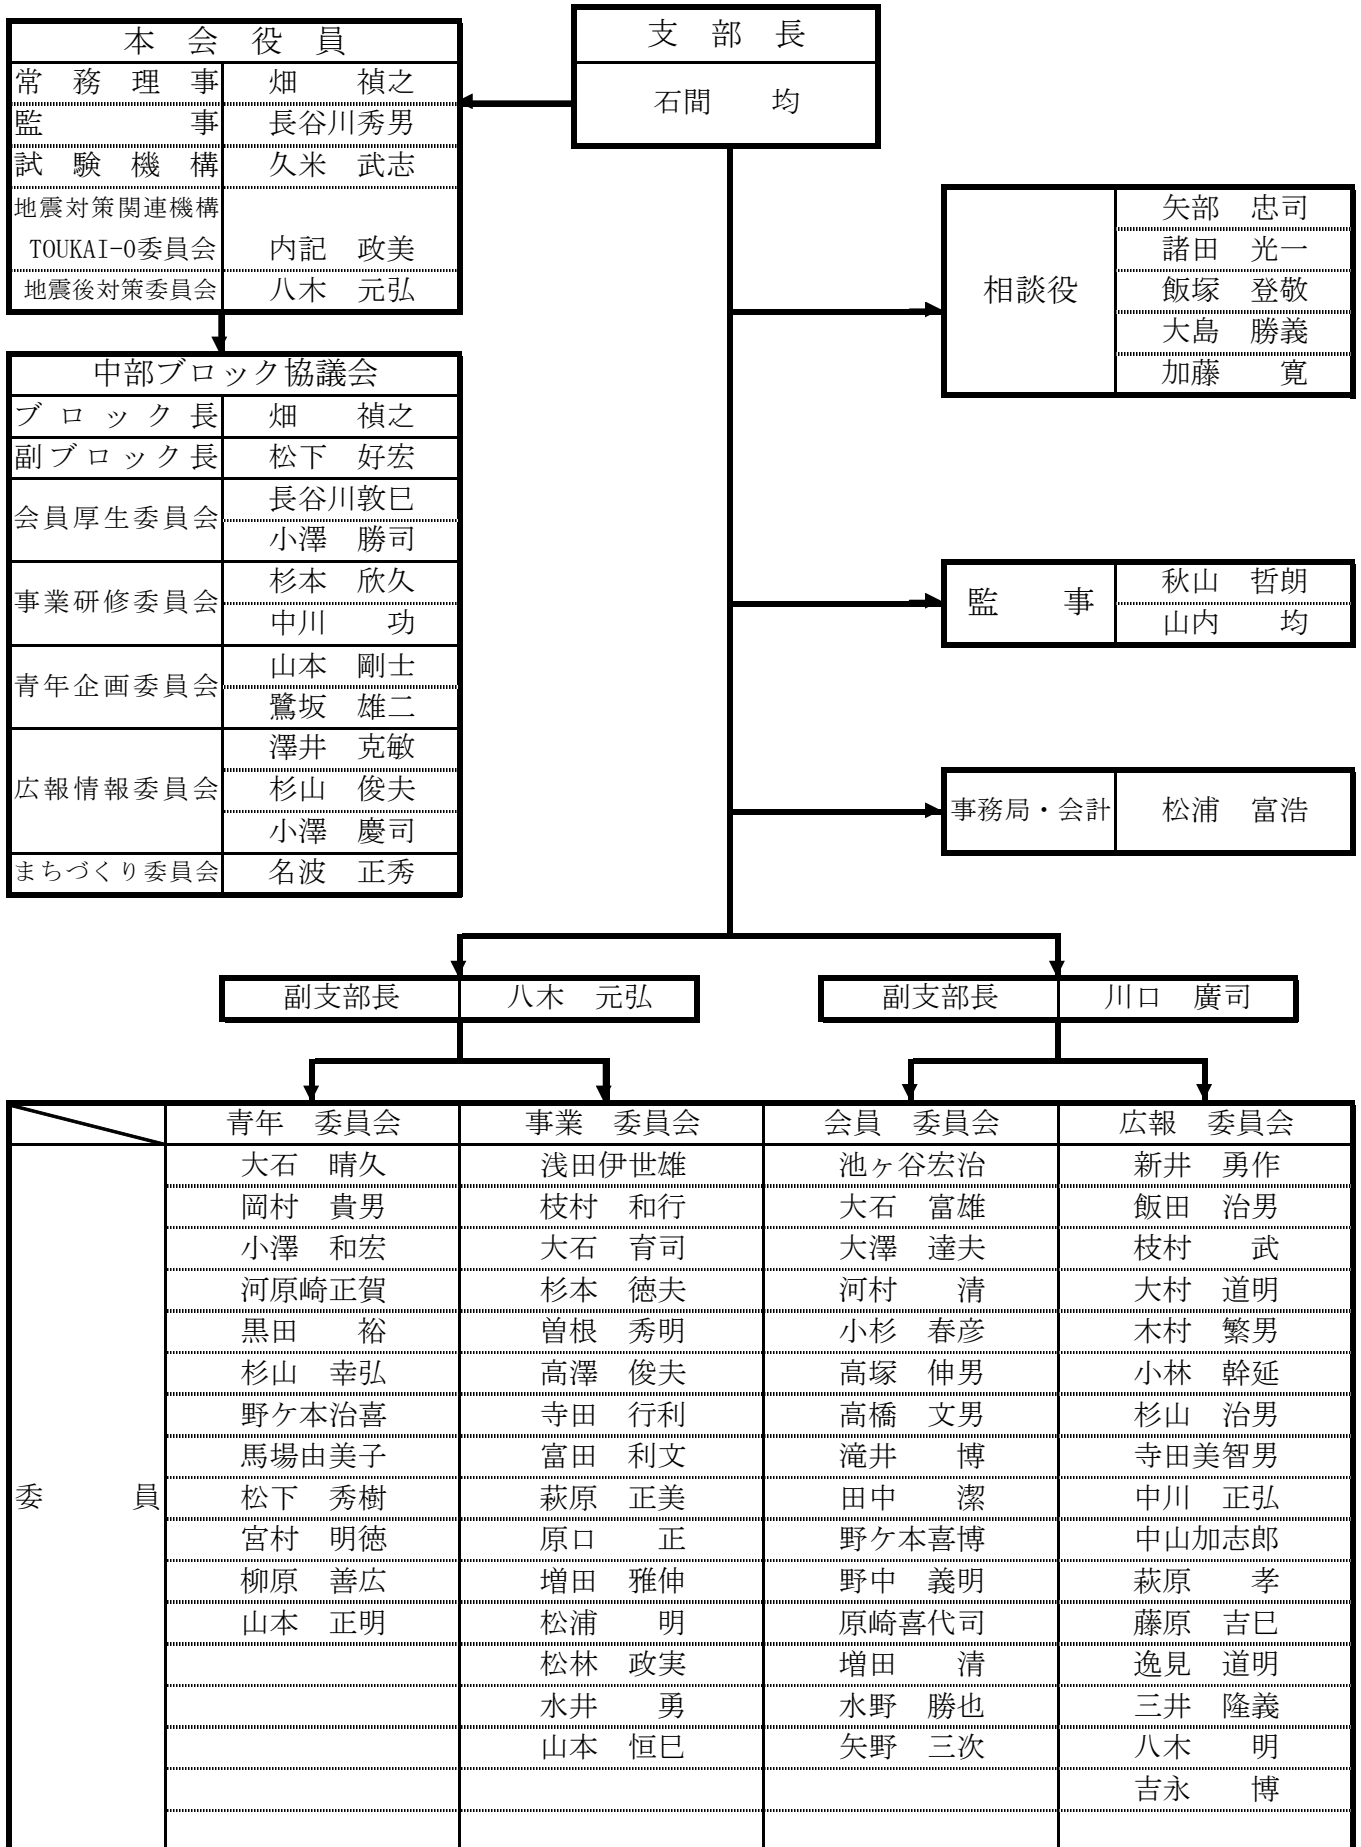 支　部　長
石間　　均
本　会　役　員
常　務　理　事　畑　　禎之
監　　　　　事　長谷川秀男
試　験　機　構　久米　武志
地震対策関連機構
TOUKAI-0委員会　内記　政美
地震後対策委員会　八木　元弘
中部ブロック協議会
ブ ロ ッ ク 長　畑　　禎之
副ブロック長　松下　好宏
会員厚生委員会　長谷川敦巳
小澤　勝司
事業研修委員会　杉本　欣久
中川　　功
青年企画委員会　山本　剛士
鷺坂　雄二
広報情報委員会　澤井　克敏
杉山　俊夫
小澤　慶司
まちづくり委員会　名波　正秀
相談役　矢部　忠司
諸田　光一
飯塚　登敬
大島　勝義
加藤　　寛
監　　事　秋山　哲朗
山内　　均
事務局・会計　松浦　富浩
副支部長　八木　元弘
副支部長　川口　廣司
青年　委員会　事業　委員会　会員　委員会　広報　委員会
大石　晴久　浅田伊世雄　池ヶ谷宏治　新井　勇作
岡村　貴男　枝村　和行　大石　富雄　飯田　治男
小澤　和宏　大石　育司　大澤　達夫　枝村　　武
河原崎正賀　杉本　徳夫　河村　　清　大村　道明
黒田　　裕　曽根　秀明　小杉　春彦　木村　繁男
杉山　幸弘　高澤　俊夫　高塚　伸男　小林　幹延
野ケ本治喜　寺田　行利　高橋　文男　杉山　治男
馬場由美子　富田　利文　滝井　　博　寺田美智男
委　　　員　松下　秀樹　萩原　正美　田中　　潔　中川　正弘
宮村　明徳　原口　　正　野ケ本喜博　中山加志郎
柳原　善広　増田　雅伸　野中　義明　萩原　　孝
山本　正明　松浦　　明　原崎喜代司　藤原　吉巳
松林　政実　増田　　清　逸見　道明
水井　　勇　水野　勝也　三井　隆義
山本　恒巳　矢野　三次　八木　　明
吉永　　博